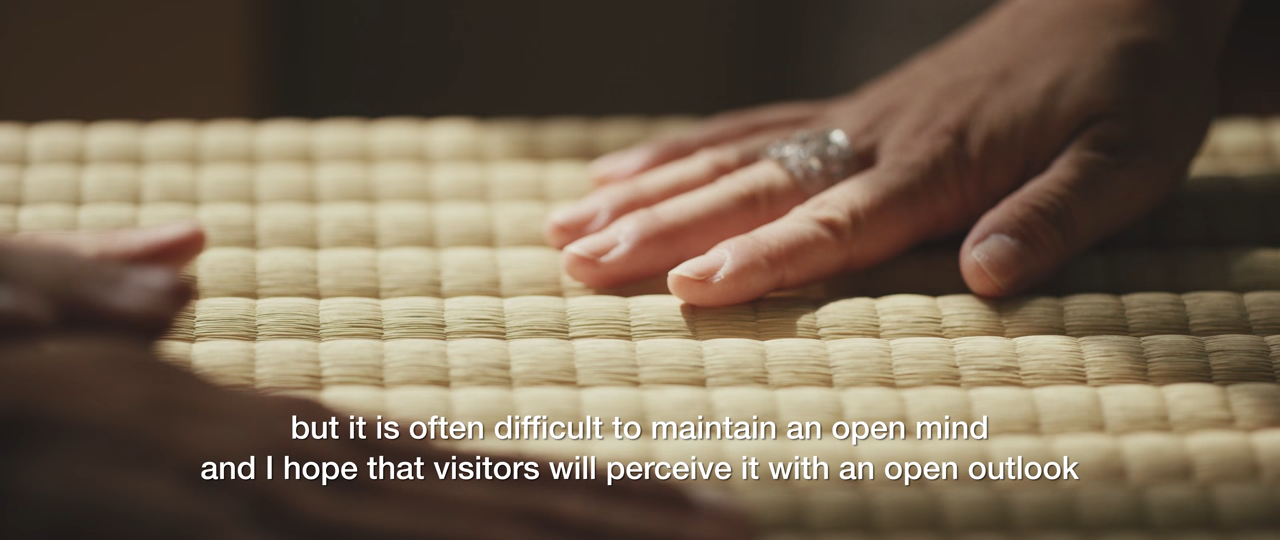 but it is often difficult to maintain an open mind
and I hope that visitors will perceive it with an open outlook